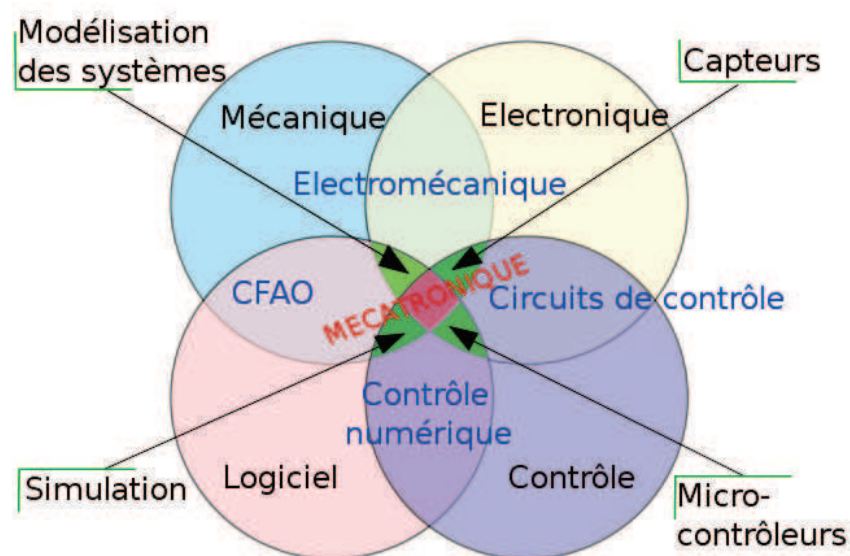 Modélisation
des systèmes
Capteurs
Mécanique
Electronique
Electromécanique
CFAO
MECATRONIQUE
Circuits de contrôle
Contrôle
numérique
Simulation
Logiciel
Contrôle
Micro-
contrôleurs